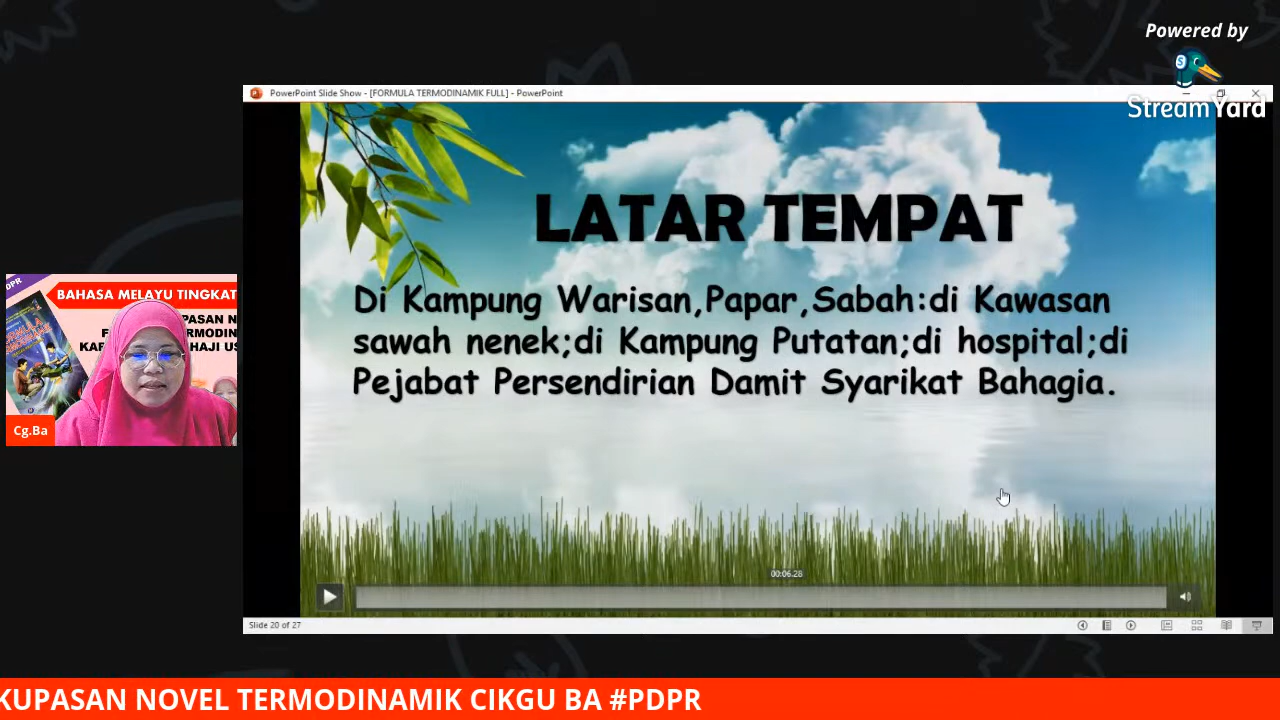 Powered by
StreamYard
PowerPoint Slide Show - [FORMULA TERMODINAMIK FULL] - PowerPoint
LATAR TEMPAT
Di Kampung Warisan,Papar,Sabah:di Kawasan
sawah nenek;di Kampung Putatan;di hospital;di
Pejabat Persendirian Damit Syarikat Bahagia.
00:06.28
Slide 20 of 27
BAHASA MELAYU TINGKAT
Cg.Ba
KUPASAN NOVEL TERMODINAMIK CIKGU BA #PDPR